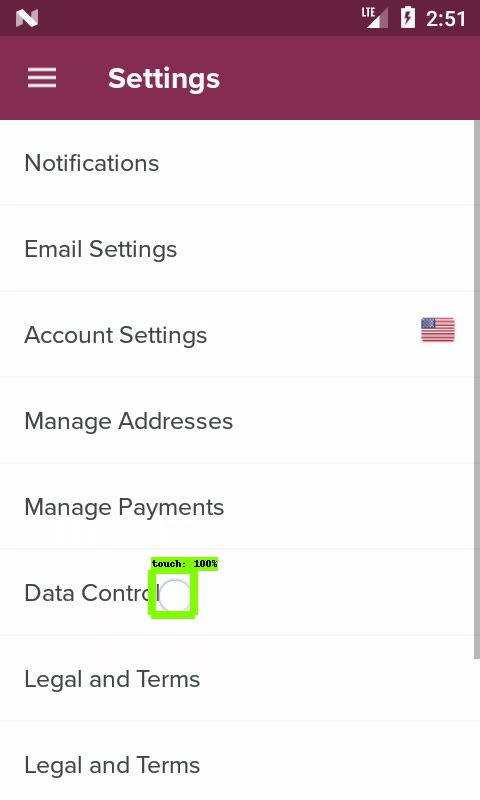 LTE 2:51
Settings
Notifications
Email Settings
Account Settings
Manage Addresses
Manage Payments
touch: 100%
Data Control
Legal and Terms
Legal and Terms